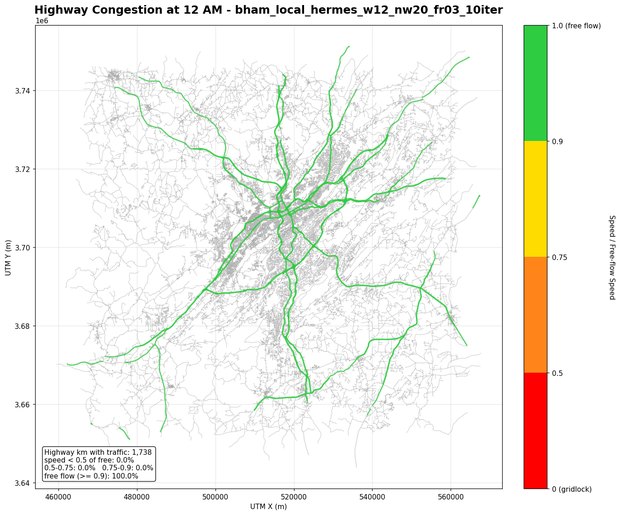 Highway Congestion at 12 AM - bham_local_hermes_w12_nw20_fr03_10iter
1e6
3.74
3.72
3.70
3.68
3.66
3.64
UTM Y (m)
460000 480000 500000 520000 540000 560000
UTM X (m)
Highway km with traffic: 1,738
speed < 0.5 of free: 0.0%
0.5-0.75: 0.0% 0.75-0.9: 0.0%
free flow (>= 0.9): 100.0%
1.0 (free flow)
0.9
0.75
0.5
0 (gridlock)
Speed / Free-flow Speed